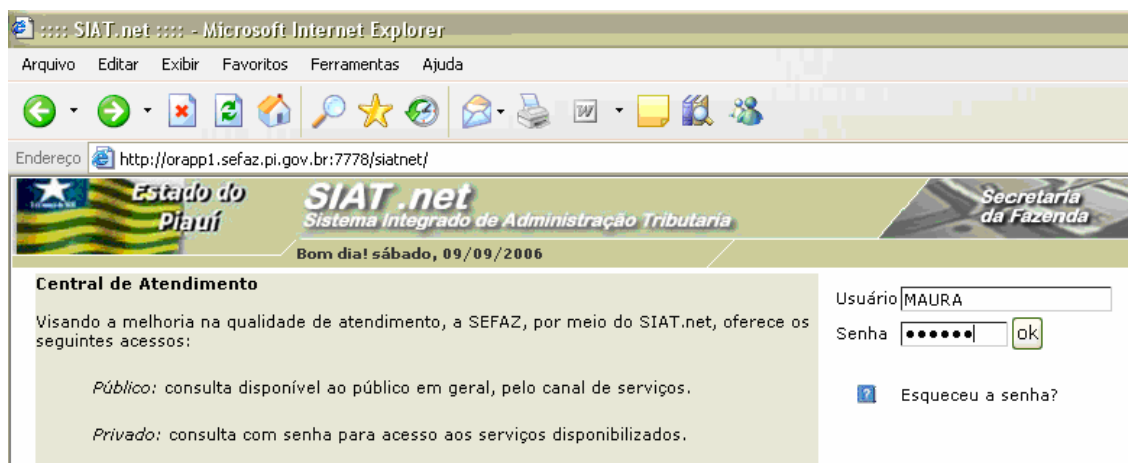 :::: SIAT.net :::: - Microsoft Internet Explorer
Arquivo Editar Exibir Favoritos Ferramentas Ajuda
W
Endereço http://orapp1.sefaz.pi.gov.br:7778/siatnet/
Estado do Piauí
SIAT .net
Sistema Integrado de Administração Tributaría
Secretaría da Fazenda
Bom dia! sábado, 09/09/2006
Central de Atendimento
Visando a melhoria na qualidade de atendimento, a SEFAZ, por meio do SIAT.net, oferece os
seguintes acessos:
Público: consulta disponível ao público em geral, pelo canal de serviços.
Privado: consulta com senha para acesso aos serviços disponibilizados.
Usuário MAURA
Senha ●●●●●● ok
? Esqueceu a senha?